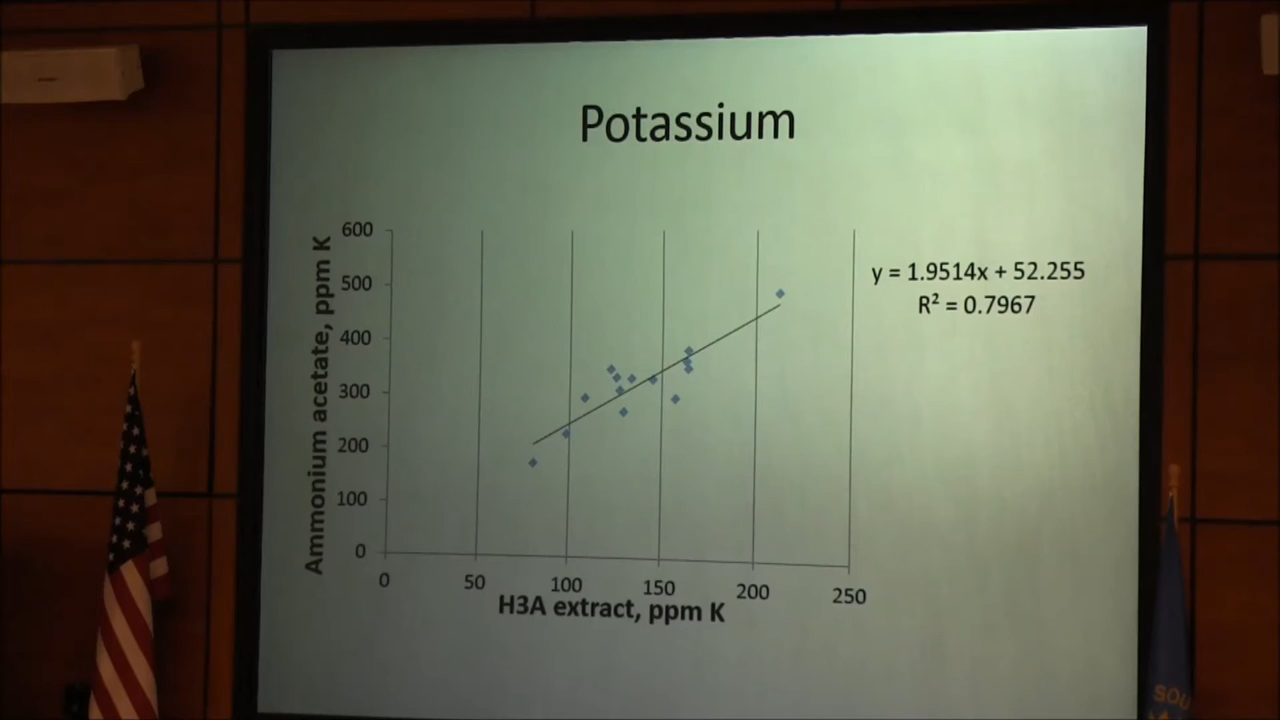 Potassium
Ammonium acetate, ppm K
600
500
400
300
200
100
0
0 50 100 150 200 250
H3A extract, ppm K
y = 1.9514x + 52.255
R² = 0.7967
SOU